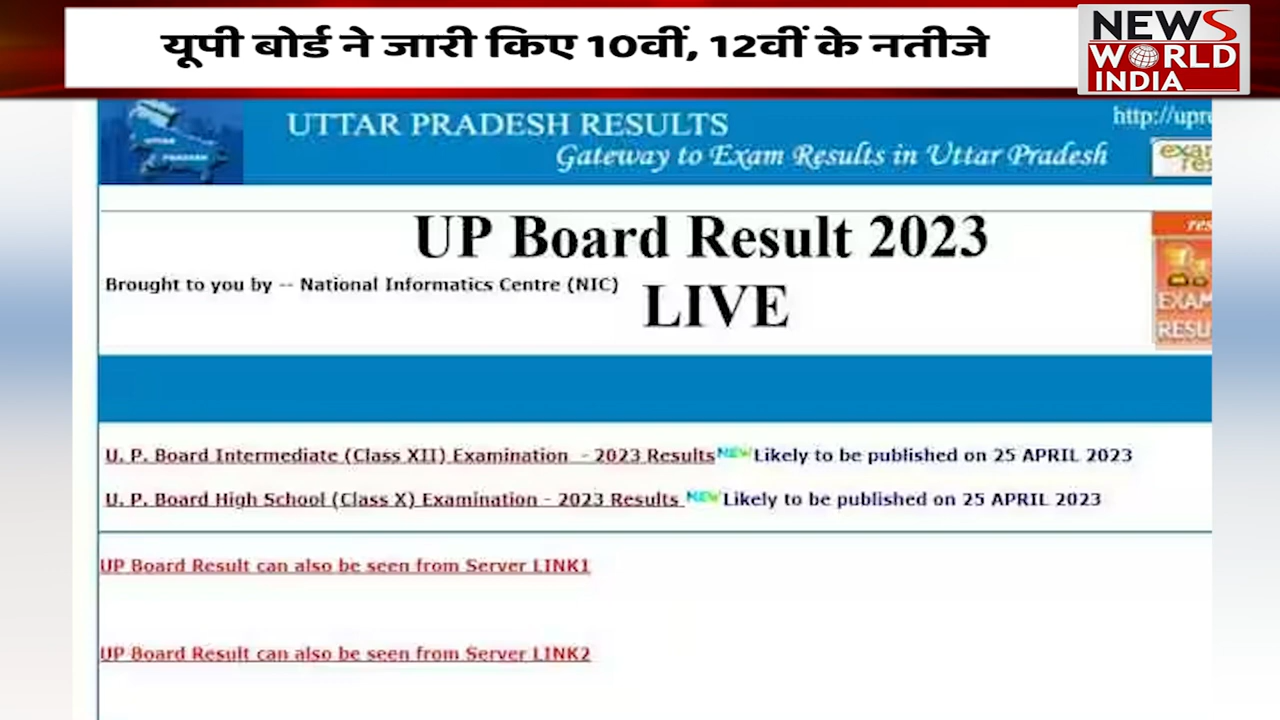 यूपी बोर्ड ने जारी किए 10वीं, 12वीं के नतीजे
NEWS
WORLD
INDIA
UTTAR PRADESH
UTTAR PRADESH RESULTS
Gateway to Exam Results in Uttar Pradesh
UP Board Result 2023
Brought to you by -- National Informatics Centre (NIC)
LIVE
U. P. Board Intermediate (Class XII) Examination - 2023 Results NEW Likely to be published on 25 APRIL 2023
U. P. Board High School (Class X) Examination - 2023 Results NEW Likely to be published on 25 APRIL 2023
UP Board Result can also be seen from Server LINK1
UP Board Result can also be seen from Server LINK2